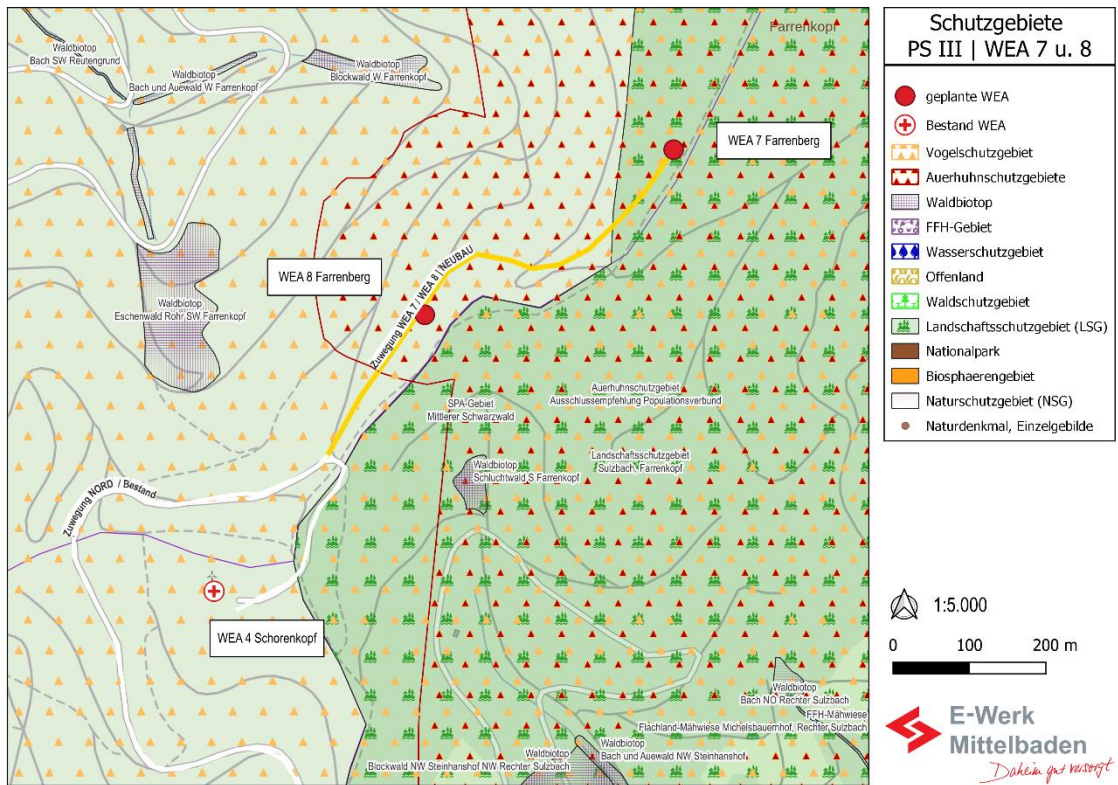 Farrenkopf
Waldbiotop
Bach SW Reutengrund
Waldbiotop
Bach und Auewald W Farrenkopf
Waldbiotop
Blockwald W Farrenkopf
WEA 7 Farrenberg
WEA 8 Farrenberg
Zuwegung WEA 7 / WEA 8 | NEUBAU
Waldbiotop
Eschenwald Rohr SW Farrenkopf
Auerhuhnschutzgebiet
Ausschlussempfehlung Populationsverbund
SPA-Gebiet
Mittlerer Schwarzwald
Landschaftsschutzgebiet
Sulzbach, Farrenkopf
Waldbiotop
Schluchtwald S Farrenkopf
Zuwegung NORD / Bestand
WEA 4 Schorenkopf
Waldbiotop
Bach NO Rechter Sulzbach
FFH-Mähwiese
Flachland-Mähwiese Michelsbauernhof, Rechter Sulzbach
Waldbiotop
Bach und Auewald NW Steinhanshof
Waldbiotop
Blockwald NW Steinhanshof NW Rechter Sulzbach
Schutzgebiete
PS III | WEA 7 u. 8
geplante WEA
Bestand WEA
Vogelschutzgebiet
Auerhuhnschutzgebiete
Waldbiotop
FFH-Gebiet
Wasserschutzgebiet
Offenland
Waldschutzgebiet
Landschaftsschutzgebiet (LSG)
Nationalpark
Biosphaerengebiet
Naturschutzgebiet (NSG)
Naturdenkmal, Einzelgebilde
1:5.000
0 100 200 m
E-Werk
Mittelbaden
Daheim gut versorgt